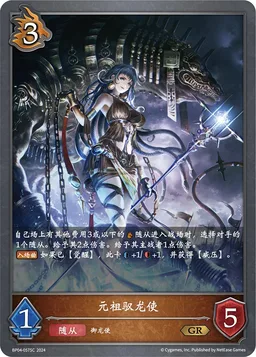 3
自己场上有其他费用3或以下的随从进入战场时，选择对手的
1个随从。给予其2点伤害。给予其主战者1点伤害。
入场曲 如果已【觉醒】，此卡+1/+1，并获得【威压】。
元祖驭龙使
1
随从 御龙使
GR
5
BP04-057SC 2024
© Cygames, Inc. Published by NetEase Games